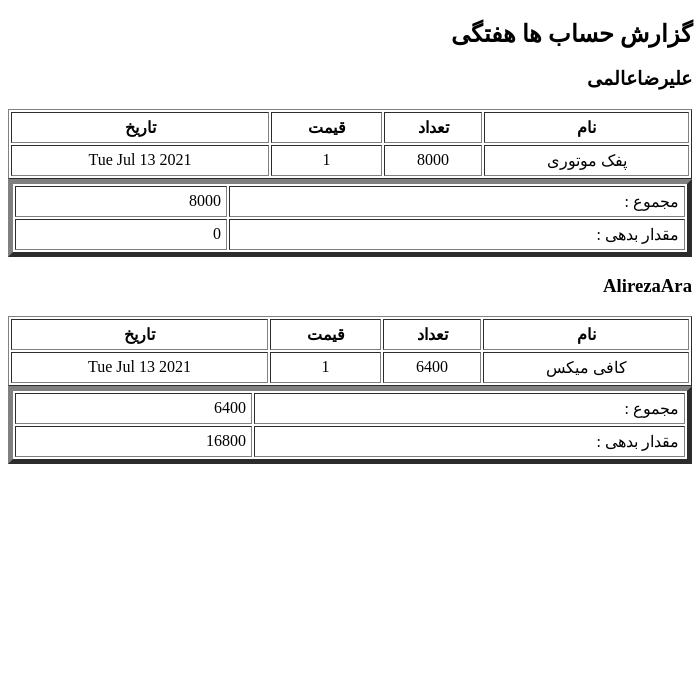 گزارش حساب ها هفتگی
علیرضاعالمی
نام تعداد قیمت تاریخ
پفک موتوری 8000 1 Tue Jul 13 2021
مجموع : 8000
مقدار بدهی : 0
AlirezaAra
نام تعداد قیمت تاریخ
کافی میکس 6400 1 Tue Jul 13 2021
مجموع : 6400
مقدار بدهی : 16800